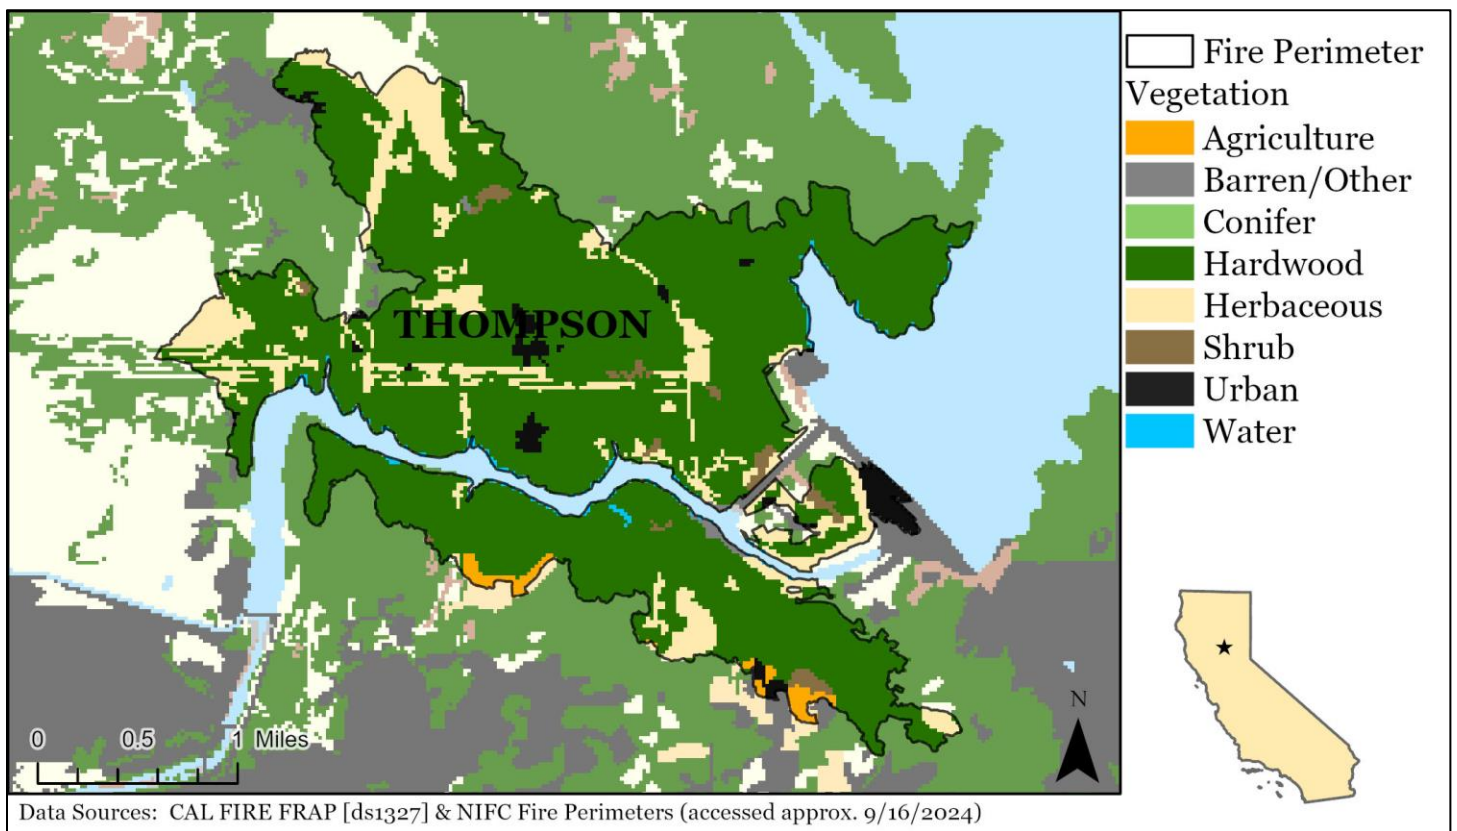 Fire Perimeter
Vegetation
Agriculture
Barren/Other
Conifer
Hardwood
Herbaceous
Shrub
Urban
Water
THOMPSON
N
0 0.5 1 Miles
Data Sources: CAL FIRE FRAP [ds1327] & NIFC Fire Perimeters (accessed approx. 9/16/2024)